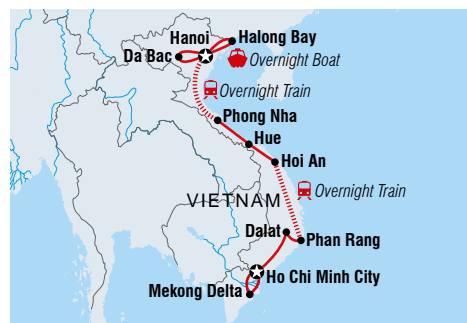 Hanoi
Halong Bay
Da Bac
Overnight Boat
Overnight Train
Phong Nha
Hue
Hoi An
VIETNAM
Overnight Train
Dalat
Phan Rang
Ho Chi Minh City
Mekong Delta